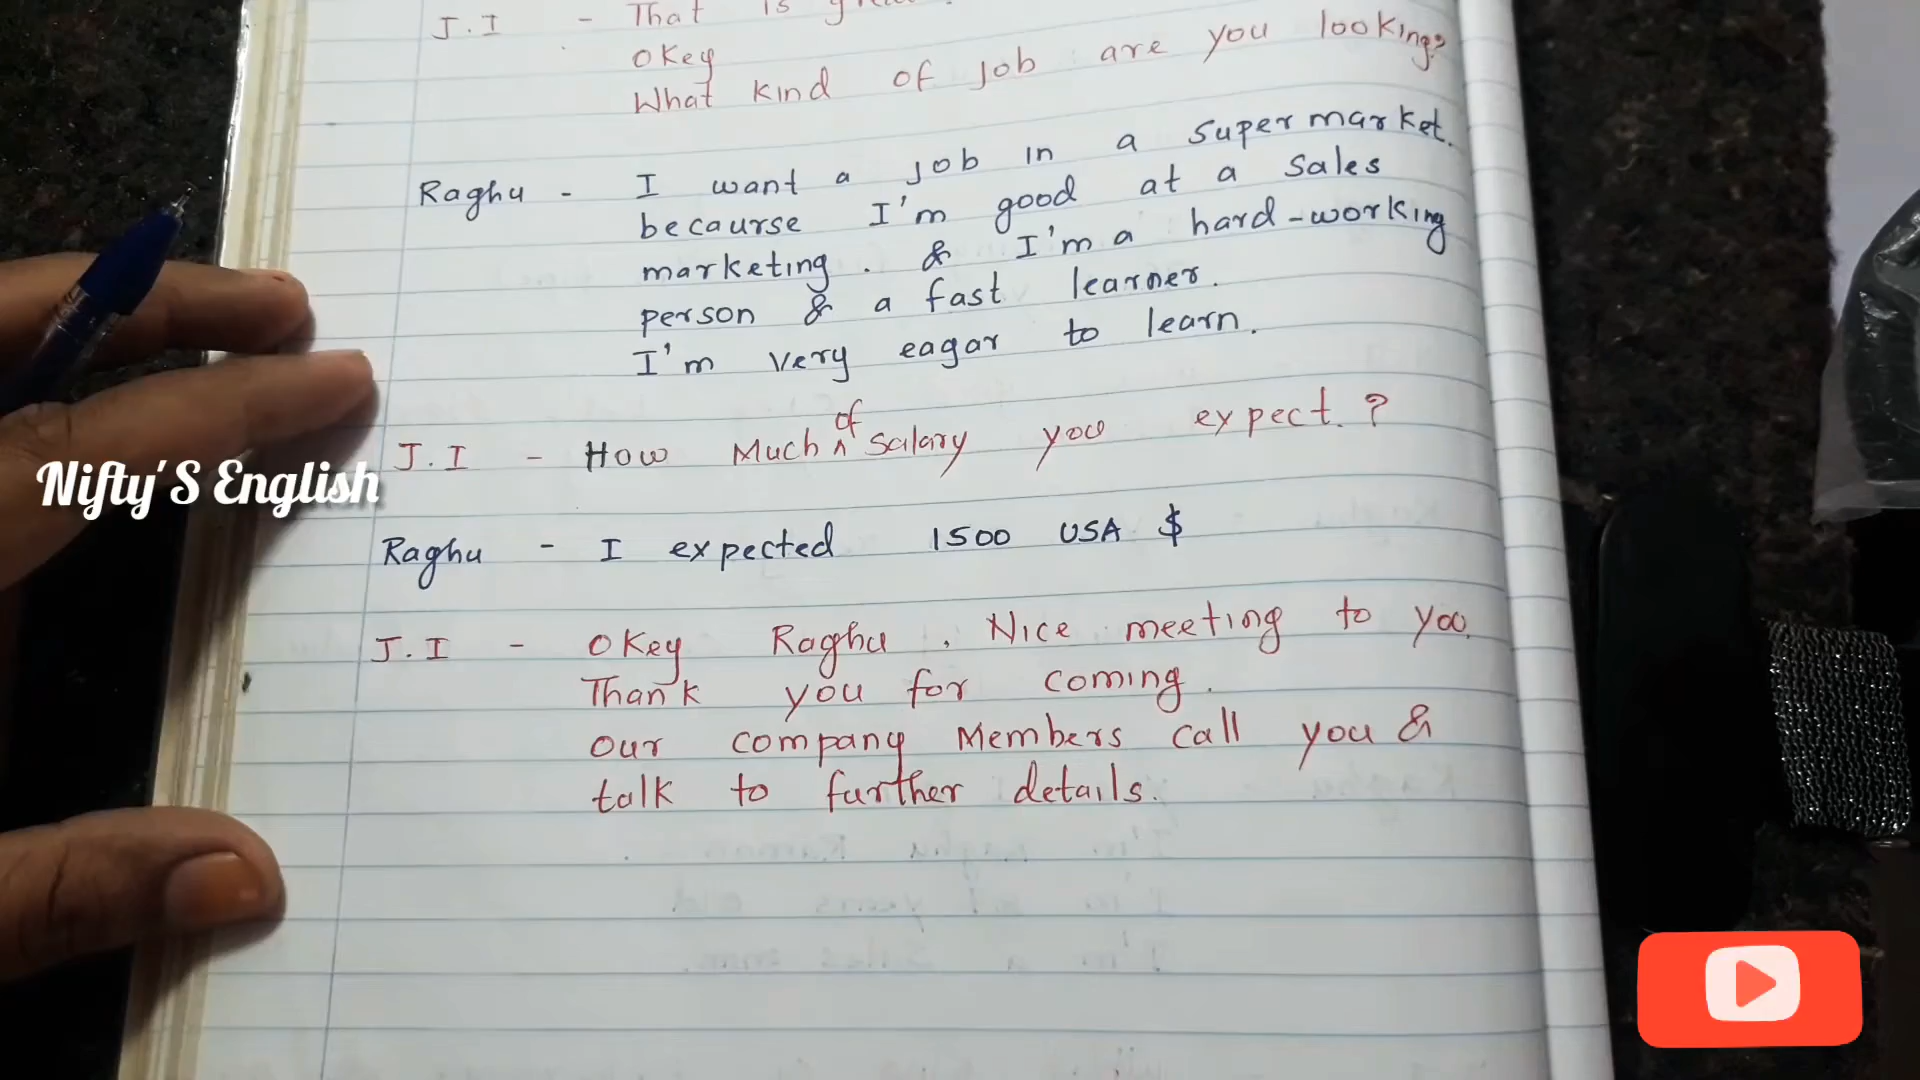 J.I - That is
okey
What kind of job are you looking?
Raghu - I want a job in a supermarket.
becaurse I'm good at a sales
marketing. & I'm a hard-working
person & a fast learner.
I'm very eagar to learn.
J.I - How Much of salary you expect.?
Nifty'S English
Raghu - I expected 1500 USA $
J.I - okey Raghu. Nice meeting to you.
Thank you for coming.
our company Members call you &
talk to further details.